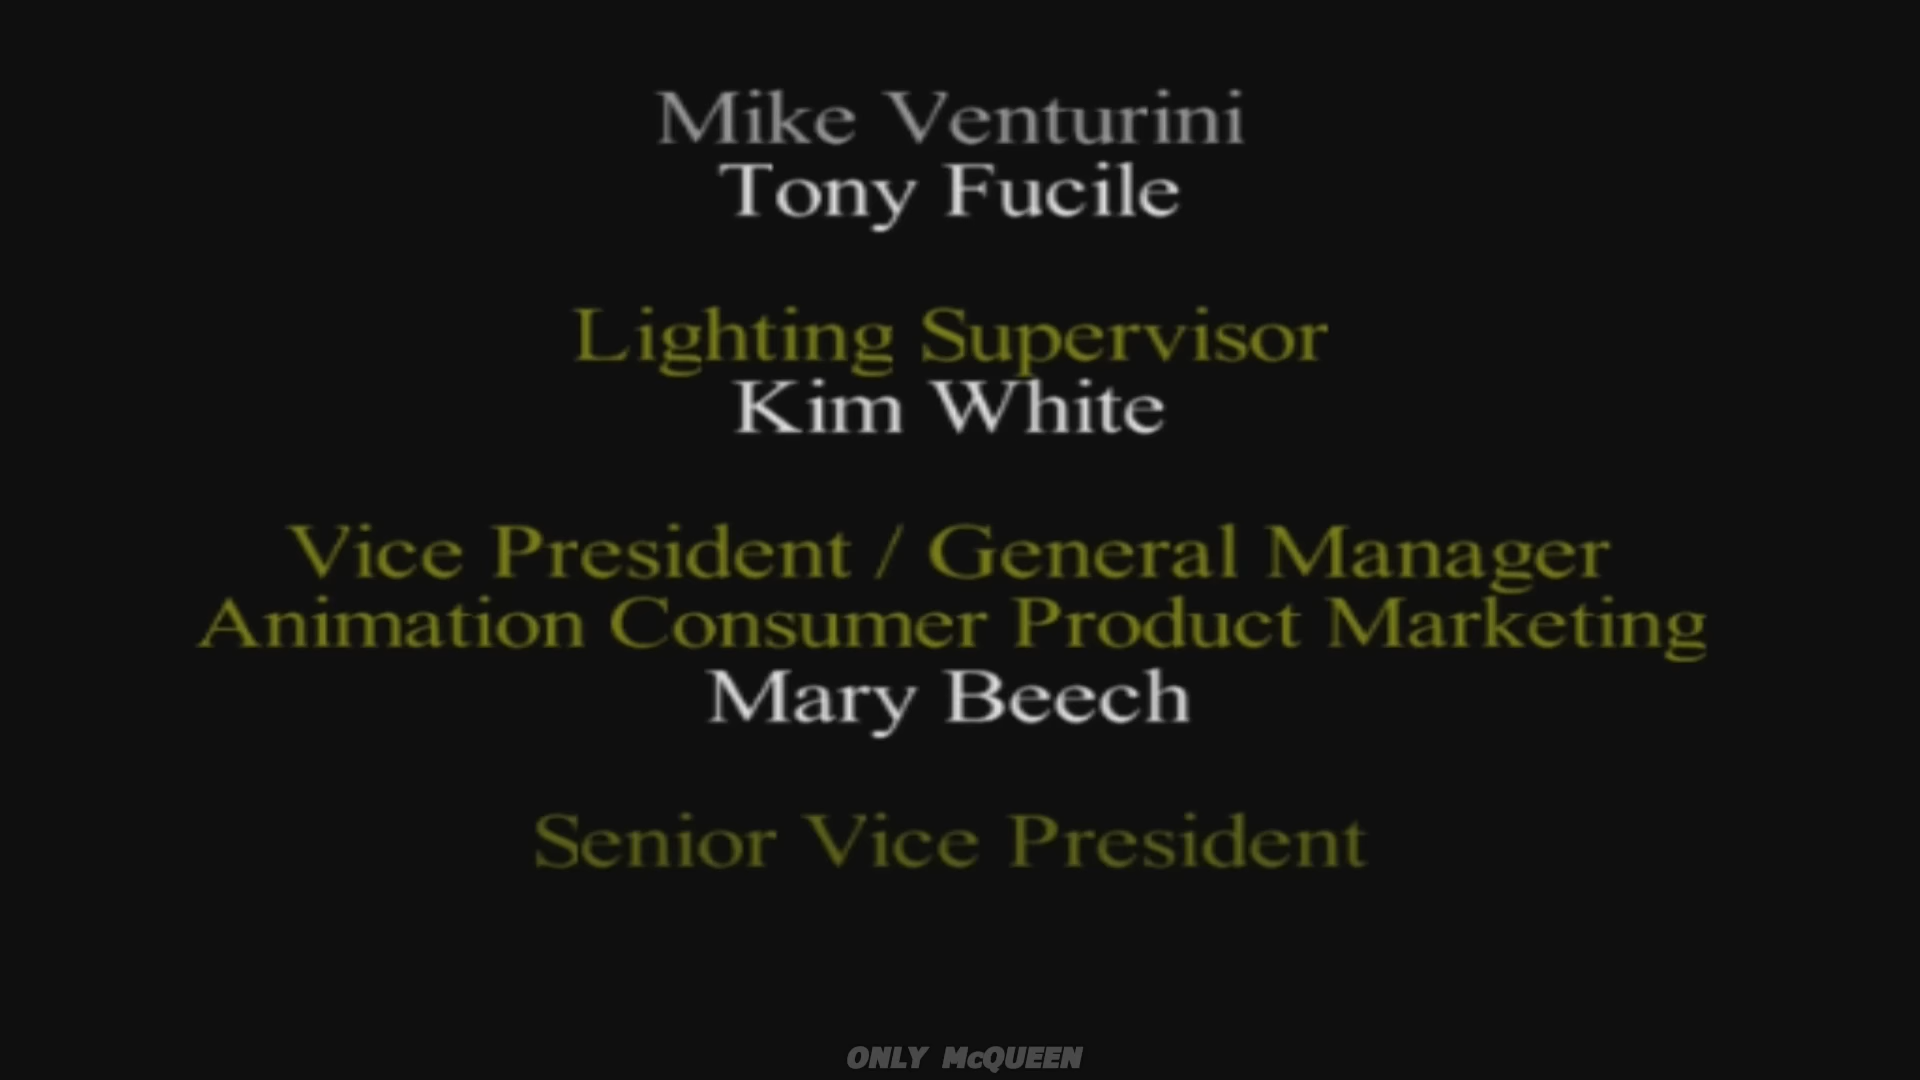 Mike Venturini
Tony Fucile
Lighting Supervisor
Kim White
Vice President / General Manager
Animation Consumer Product Marketing
Mary Beech
Senior Vice President
ONLY McQUEEN